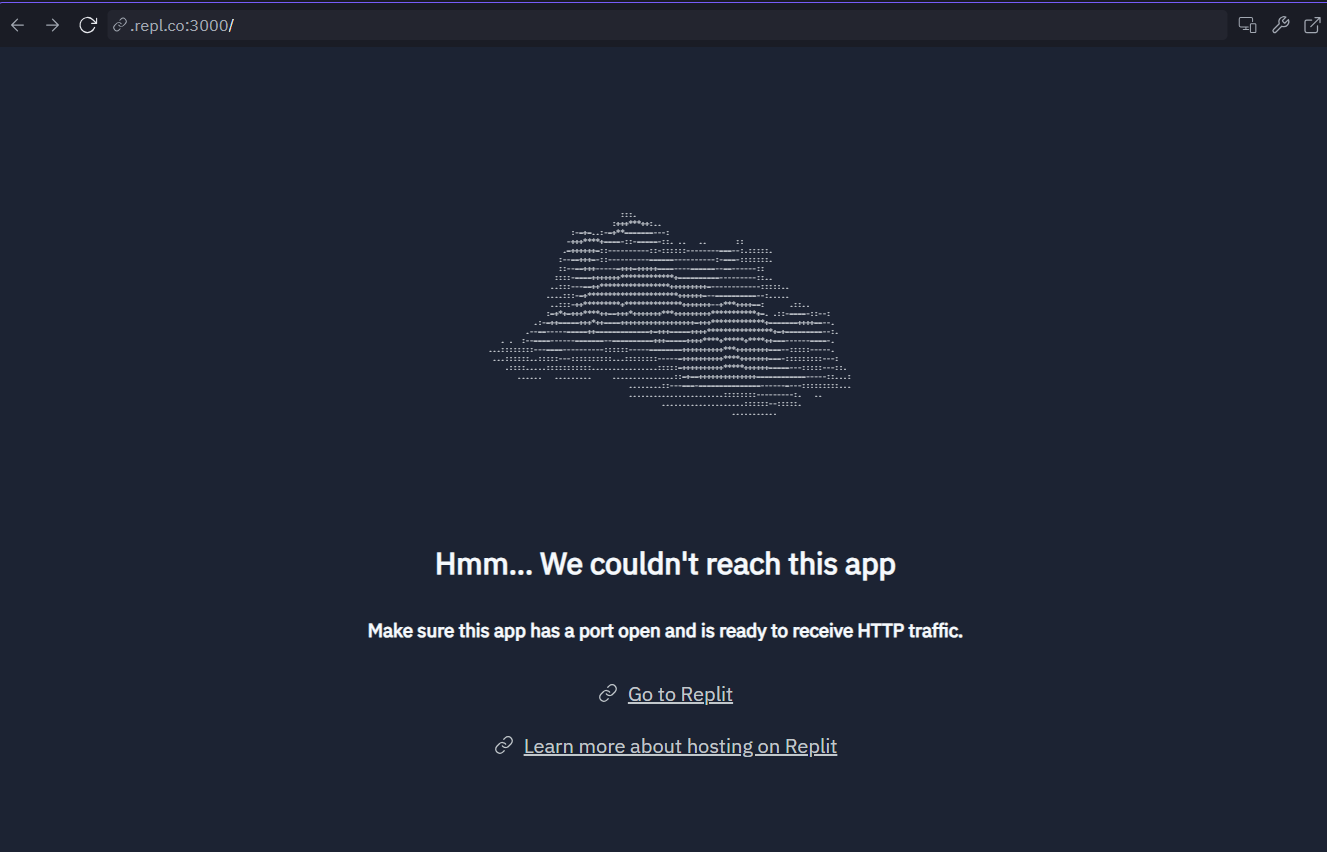 .repl.co:3000/
Hmm... We couldn't reach this app
Make sure this app has a port open and is ready to receive HTTP traffic.
Go to Replit
Learn more about hosting on Replit